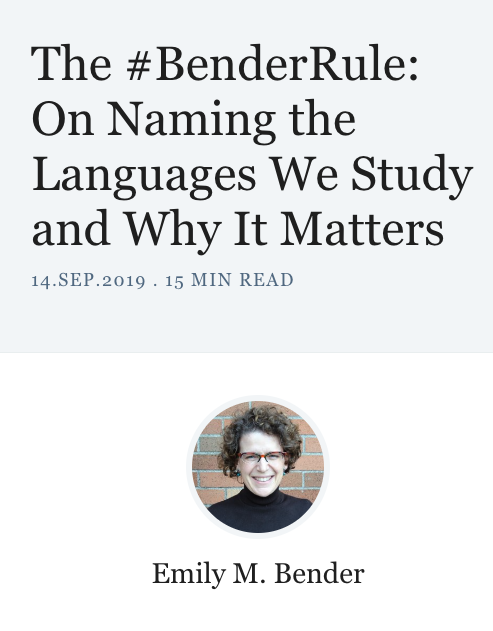 The #BenderRule:
On Naming the
Languages We Study
and Why It Matters
14.SEP.2019 . 15 MIN READ
Emily M. Bender